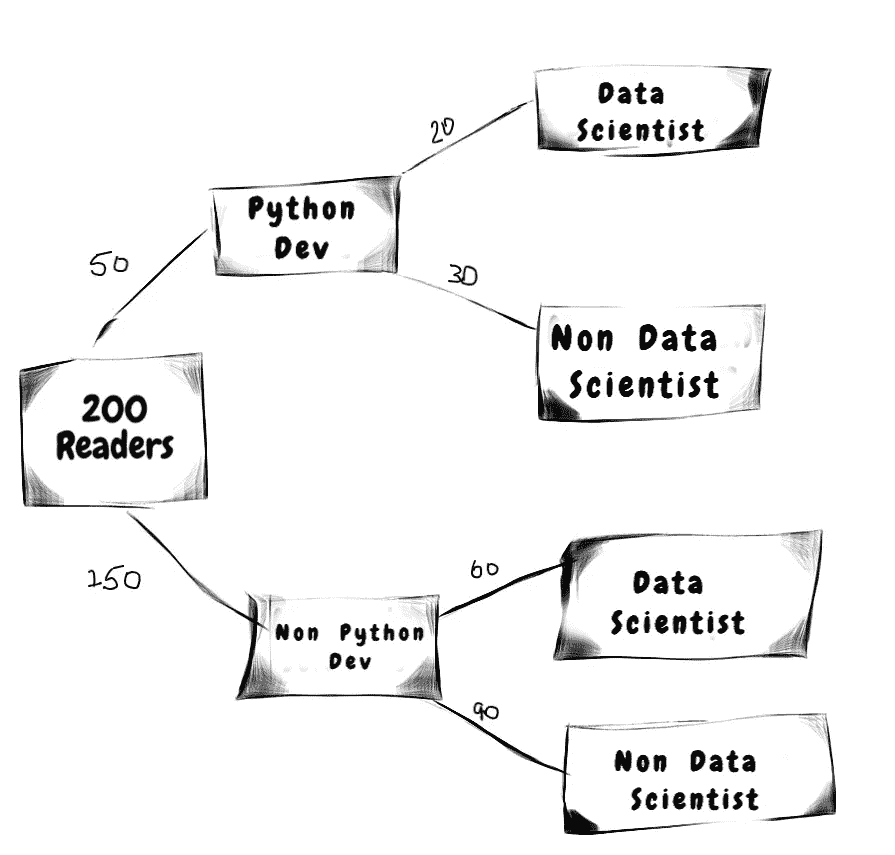 Data
Scientist
20
Python
Dev
50
30
Non Data
Scientist
200
Readers
150
Non Python
Dev
60
Data
Scientist
90
Non Data
Scientist